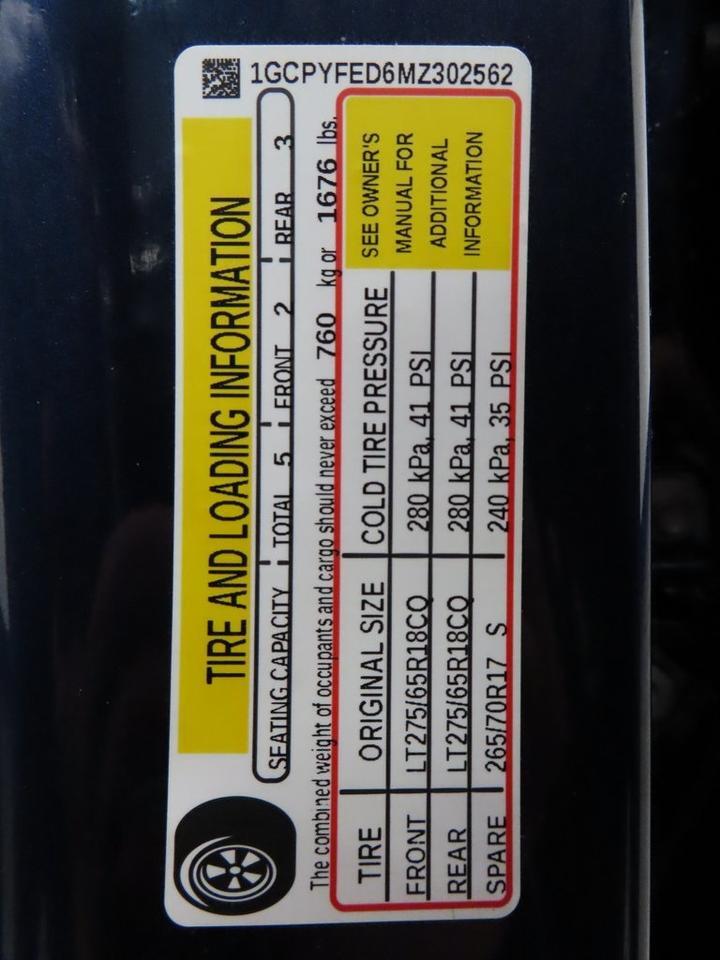 1GCPYFED6MZ302562
TIRE AND LOADING INFORMATION
SEATING CAPACITY TOTAL 5 FRONT 2 REAR 3
The combined weight of occupants and cargo should never exceed 760 kg or 1676 lbs.
TIRE ORIGINAL SIZE COLD TIRE PRESSURE
FRONT LT275/65R18CQ 280 kPa, 41 PSI
REAR LT275/65R18CQ 280 kPa, 41 PSI
SPARE 265/70R17 S 240 kPa, 35 PSI
SEE OWNER'S
MANUAL FOR
ADDITIONAL
INFORMATION